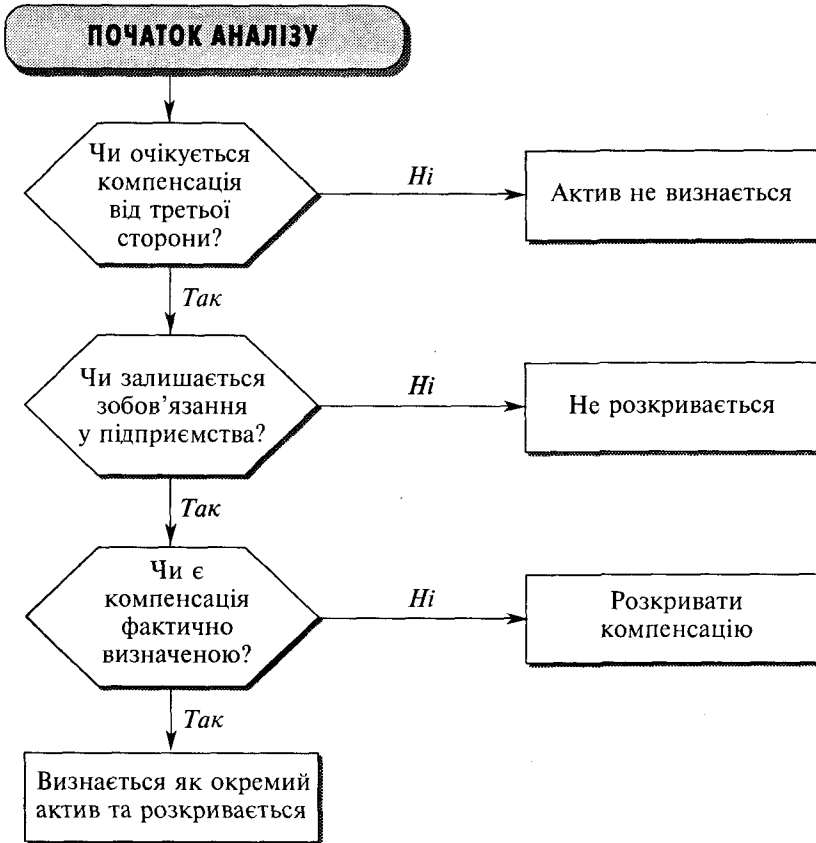 ПОЧАТОК АНАЛІЗУ
Чи очікується
компенсація
від третьої
сторони?
Ні
Актив не визнається
Так
Чи залишається
зобов’язання
у підприємства?
Ні
Не розкривається
Так
Чи є
компенсація
фактично
визначеною?
Ні
Розкривати
компенсацію
Так
Визнається як окремий
актив та розкривається